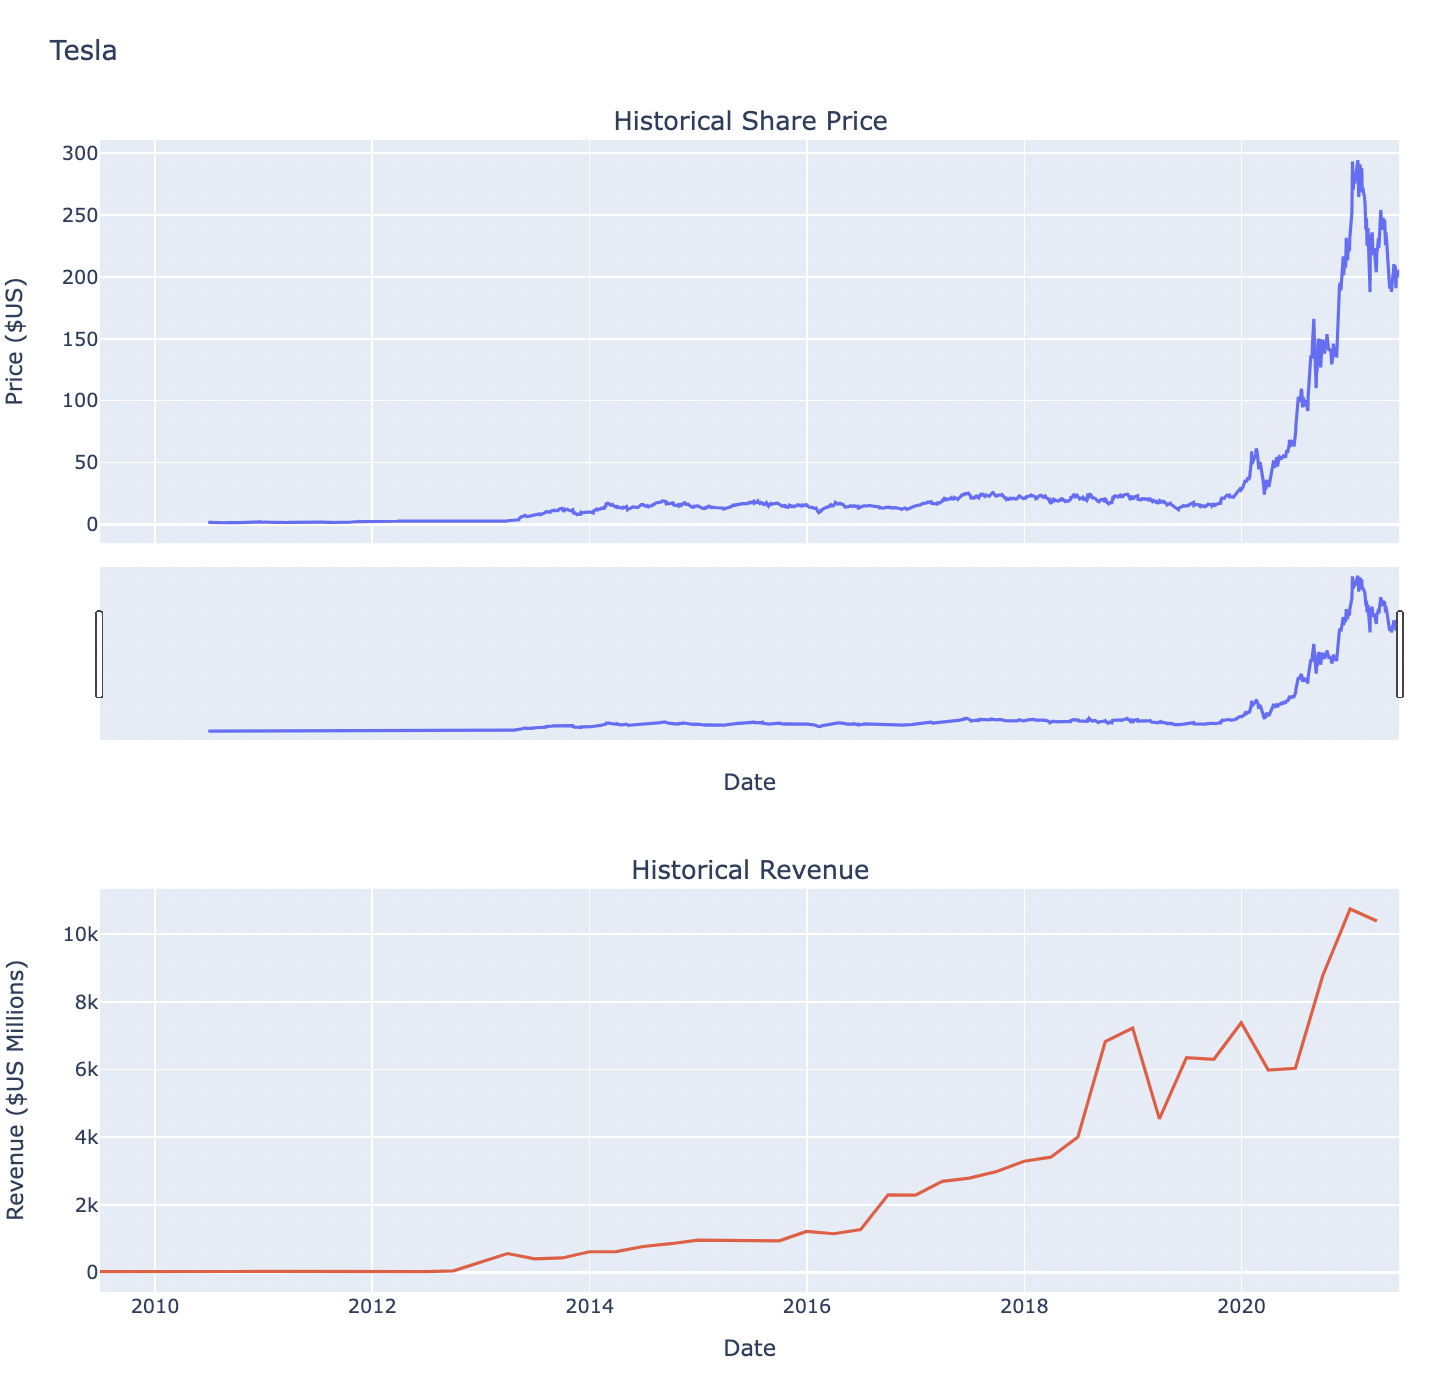 Tesla
Historical Share Price
300
250
200
150
100
50
0
Price ($US)
Date
Historical Revenue
10k
8k
6k
4k
2k
0
Revenue ($US Millions)
2010 2012 2014 2016 2018 2020
Date